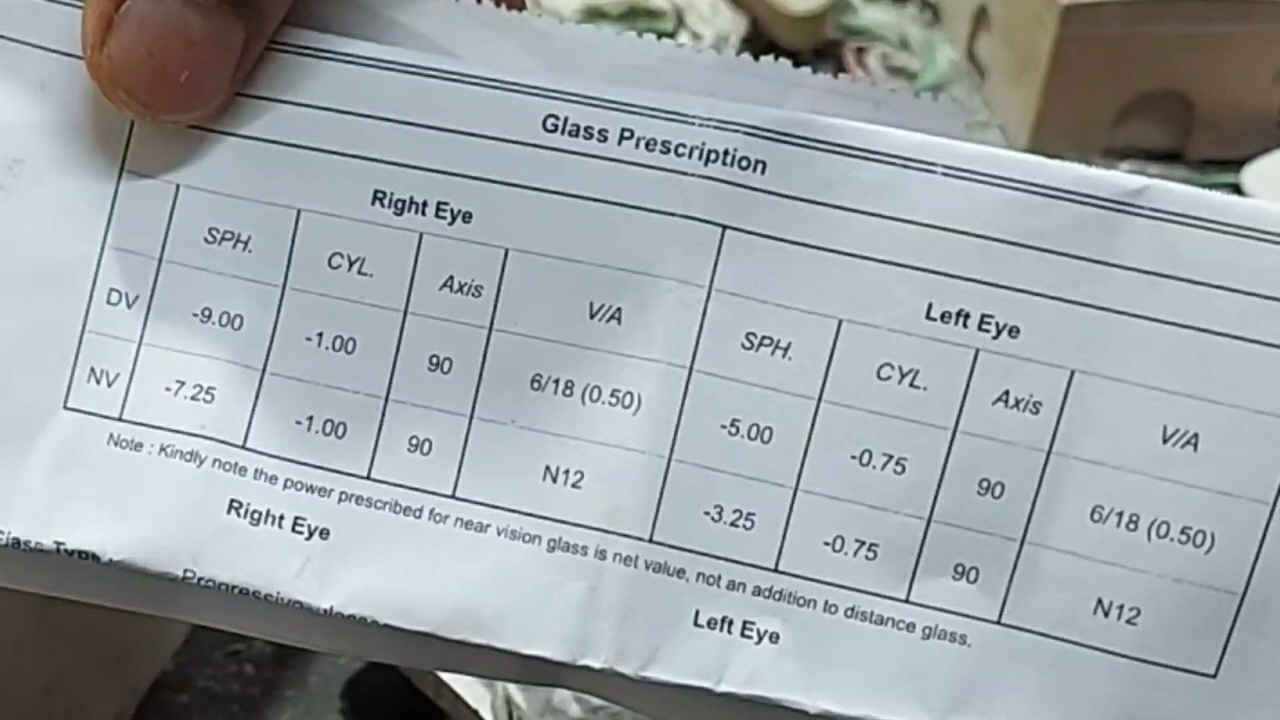 Glass Prescription
Right Eye Left Eye
SPH. CYL. Axis V/A SPH. CYL. Axis V/A
DV -9.00 -1.00 90 6/18 (0.50) -5.00 -0.75 90 6/18 (0.50)
NV -7.25 -1.00 90 N12 -3.25 -0.75 90 N12
Note : Kindly note the power prescribed for near vision glass is net value, not an addition to distance glass.
Right Eye Left Eye
Progressive